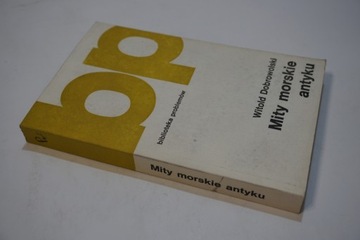 bp
biblioteka problemów
Witold Dobrowolski
Mity morskie
antyku
Mity morskie antyku